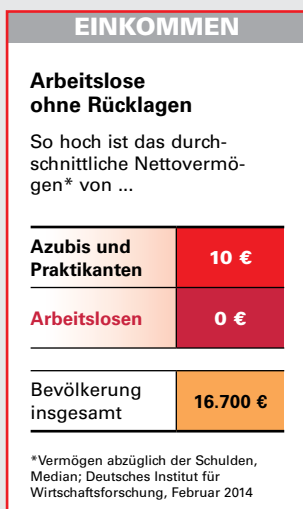 EINKOMMEN
Arbeitslose
ohne Rücklagen
So hoch ist das durch-
schnittliche Nettovermö-
gen* von ...
Azubis und
Praktikanten
10 €
Arbeitslosen
0 €
Bevölkerung
insgesamt
16.700 €
*Vermögen abzüglich der Schulden,
Median; Deutsches Institut für
Wirtschaftsforschung, Februar 2014